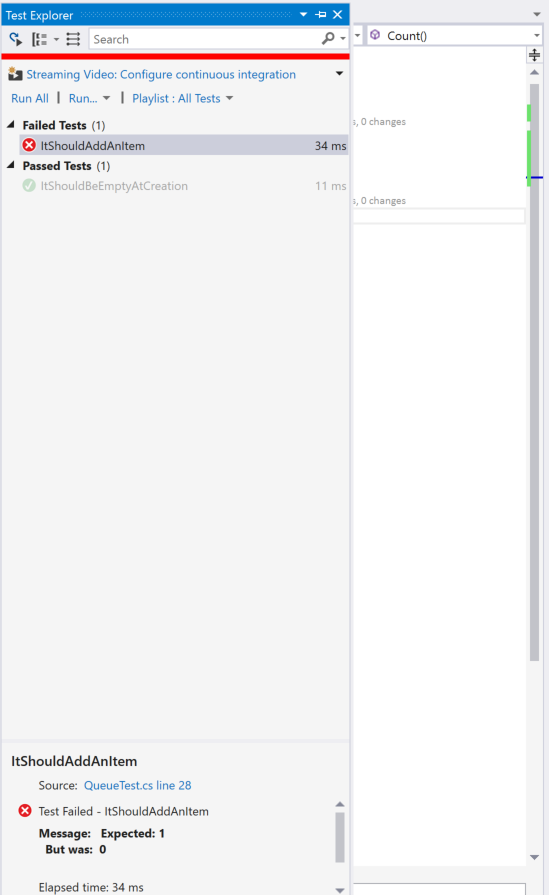 Test Explorer
Search
Count()
Streaming Video: Configure continuous integration
Run All | Run... | Playlist : All Tests
Failed Tests (1)
s, 0 changes
ItShouldAddAnItem 34 ms
Passed Tests (1)
ItShouldBeEmptyAtCreation 11 ms
s, 0 changes
ItShouldAddAnItem
Source: QueueTest.cs line 28
Test Failed - ItShouldAddAnItem
Message: Expected: 1
But was: 0
Elapsed time: 34 ms